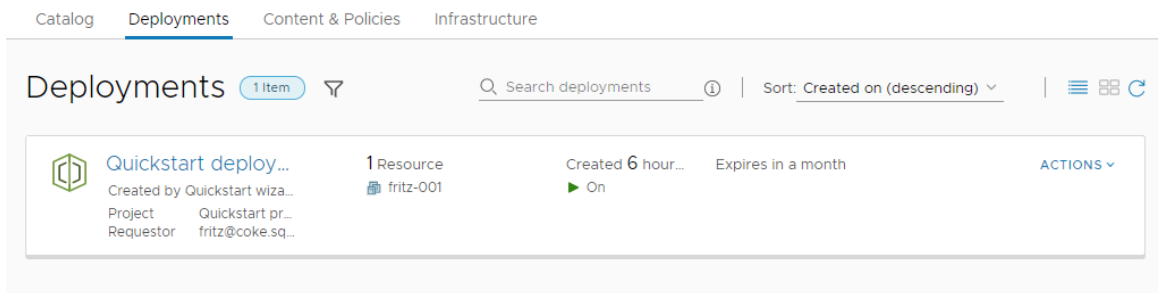 Catalog Deployments Content & Policies Infrastructure
Deployments 1 Item Search deployments Sort: Created on (descending)
Quickstart deploy... 1 Resource Created 6 hour... Expires in a month ACTIONS
Created by Quickstart wiza... fritz-001 On
Project Quickstart pr...
Requestor fritz@coke.sq...